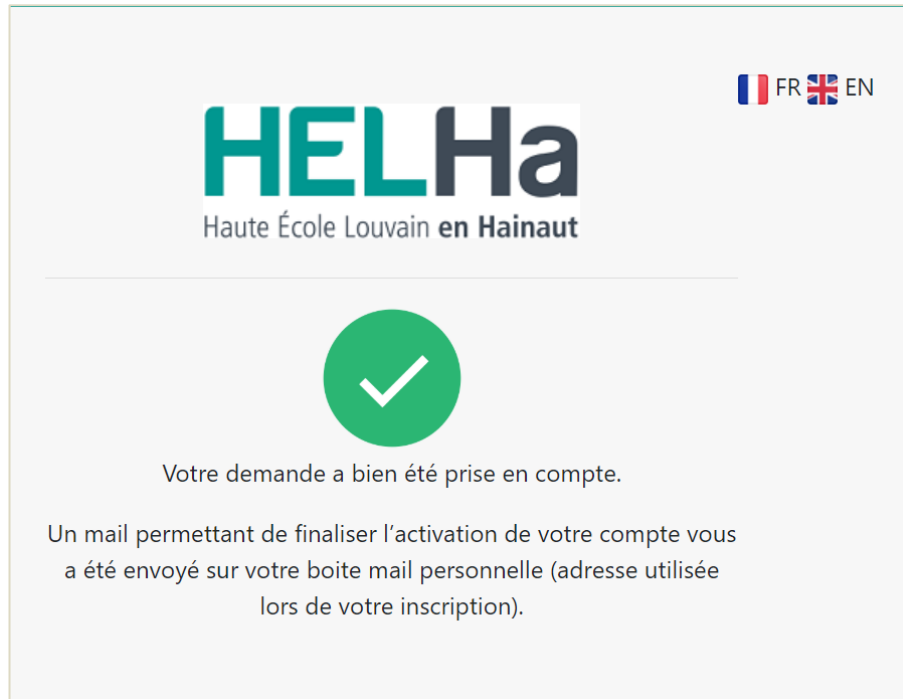 FR EN
HELHa
Haute École Louvain en Hainaut
Votre demande a bien été prise en compte.
Un mail permettant de finaliser l’activation de votre compte vous
a été envoyé sur votre boite mail personnelle (adresse utilisée
lors de votre inscription).